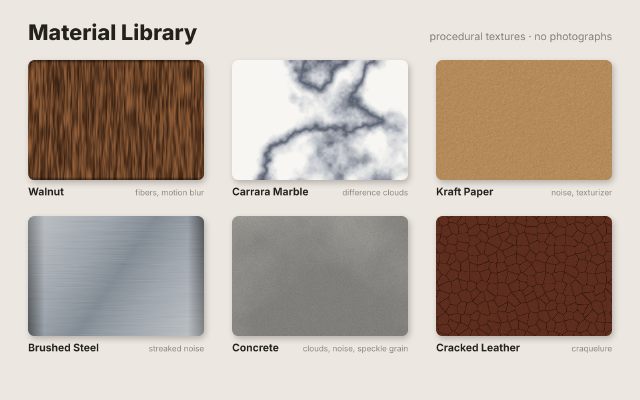 Material Library
procedural textures · no photographs
Walnut
fibers, motion blur
Carrara Marble
difference clouds
Kraft Paper
noise, texturizer
Brushed Steel
streaked noise
Concrete
clouds, noise, speckle grain
Cracked Leather
craquelure